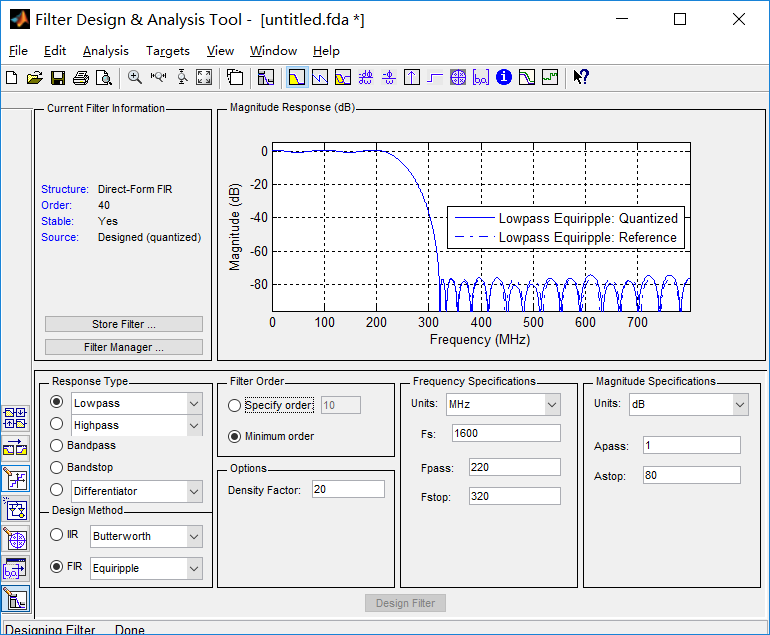 Filter Design & Analysis Tool - [untitled.fda *]
File Edit Analysis Targets View Window Help
Current Filter Information
Structure: Direct-Form FIR
Order: 40
Stable: Yes
Source: Designed (quantized)
Store Filter ...
Filter Manager ...
Magnitude Response (dB)
0
-20
-40
-60
-80
Magnitude (dB)
Lowpass Equiripple: Quantized
Lowpass Equiripple: Reference
0 100 200 300 400 500 600 700
Frequency (MHz)
Response Type
Lowpass
Highpass
Bandpass
Bandstop
Differentiator
Design Method
IIR Butterworth
FIR Equiripple
Filter Order
Specify order: 10
Minimum order
Options
Density Factor: 20
Frequency Specifications
Units: MHz
Fs: 1600
Fpass: 220
Fstop: 320
Magnitude Specifications
Units: dB
Apass: 1
Astop: 80
Design Filter
Designing Filter ... Done